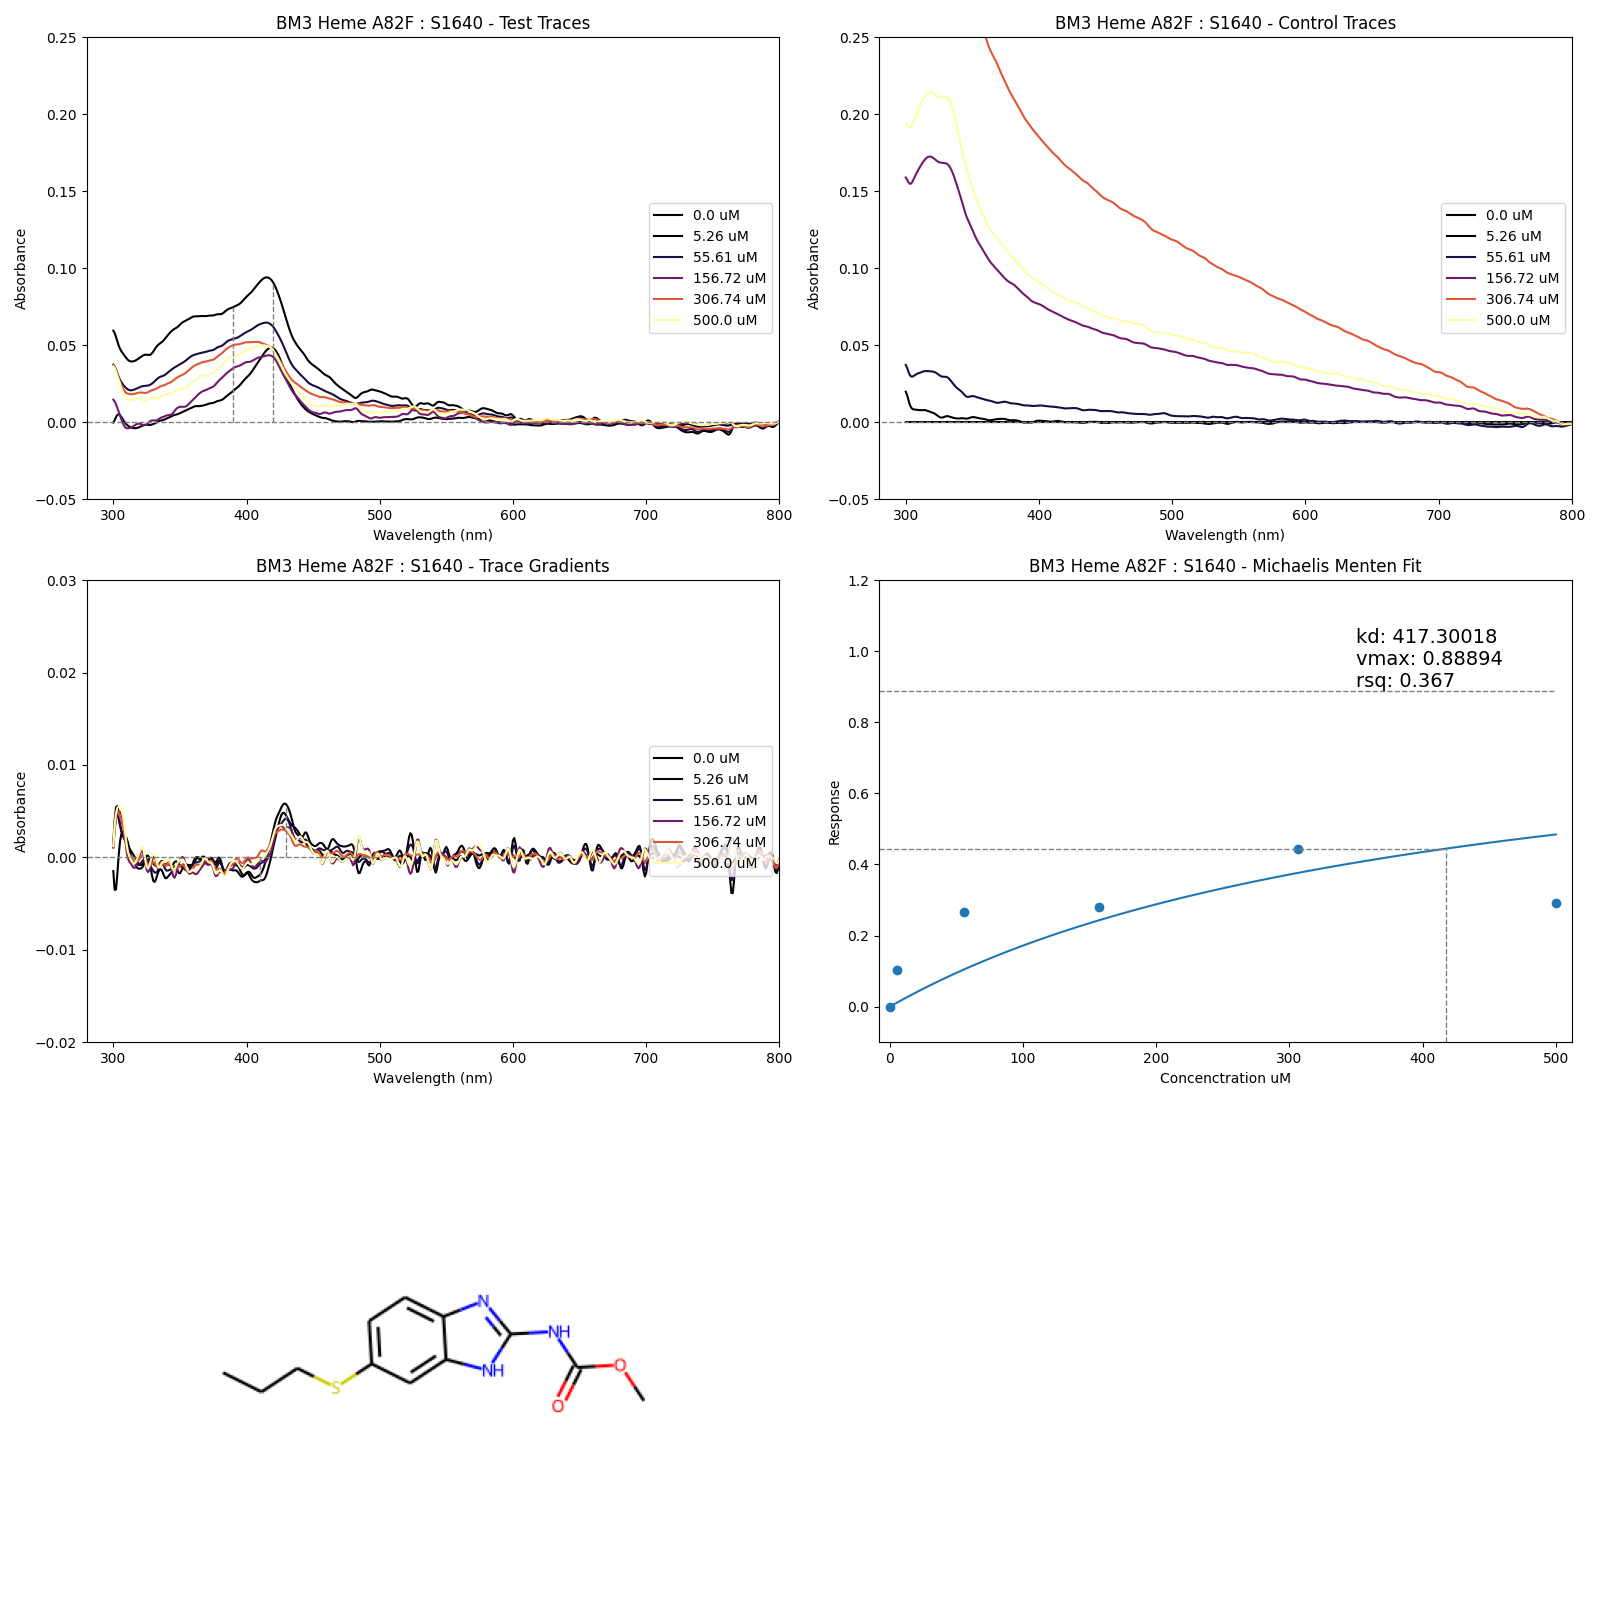 BM3 Heme A82F : S1640 - Test Traces
0.25
0.20
0.15
0.10
0.05
0.00
−0.05
Absorbance
300 400 500 600 700 800
Wavelength (nm)
0.0 uM
5.26 uM
55.61 uM
156.72 uM
306.74 uM
500.0 uM
BM3 Heme A82F : S1640 - Control Traces
0.25
0.20
0.15
0.10
0.05
0.00
−0.05
Absorbance
300 400 500 600 700 800
Wavelength (nm)
0.0 uM
5.26 uM
55.61 uM
156.72 uM
306.74 uM
500.0 uM
BM3 Heme A82F : S1640 - Trace Gradients
0.03
0.02
0.01
0.00
−0.01
−0.02
Absorbance
300 400 500 600 700 800
Wavelength (nm)
0.0 uM
5.26 uM
55.61 uM
156.72 uM
306.74 uM
500.0 uM
BM3 Heme A82F : S1640 - Michaelis Menten Fit
1.2
1.0
0.8
0.6
0.4
0.2
0.0
Response
kd: 417.30018
vmax: 0.88894
rsq: 0.367
0 100 200 300 400 500
Concenctration uM
N
NH
NH
O
O
S